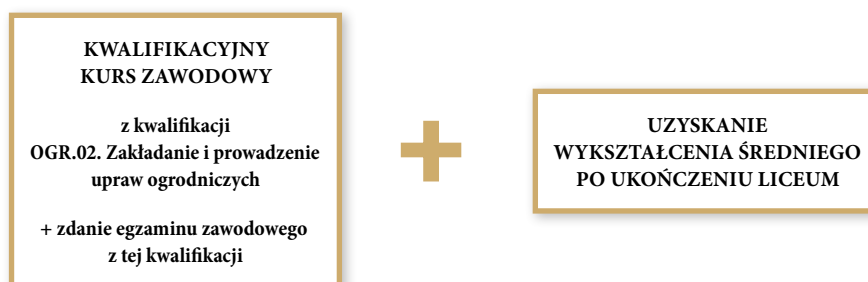 KWALIFIKACYJNY
KURS ZAWODOWY
z kwalifikacji
OGR.02. Zakładanie i prowadzenie
upraw ogrodniczych
+ zdanie egzaminu zawodowego
z tej kwalifikacji
+
UZYSKANIE
WYKSZTAŁCENIA ŚREDNIEGO
PO UKOŃCZENIU LICEUM